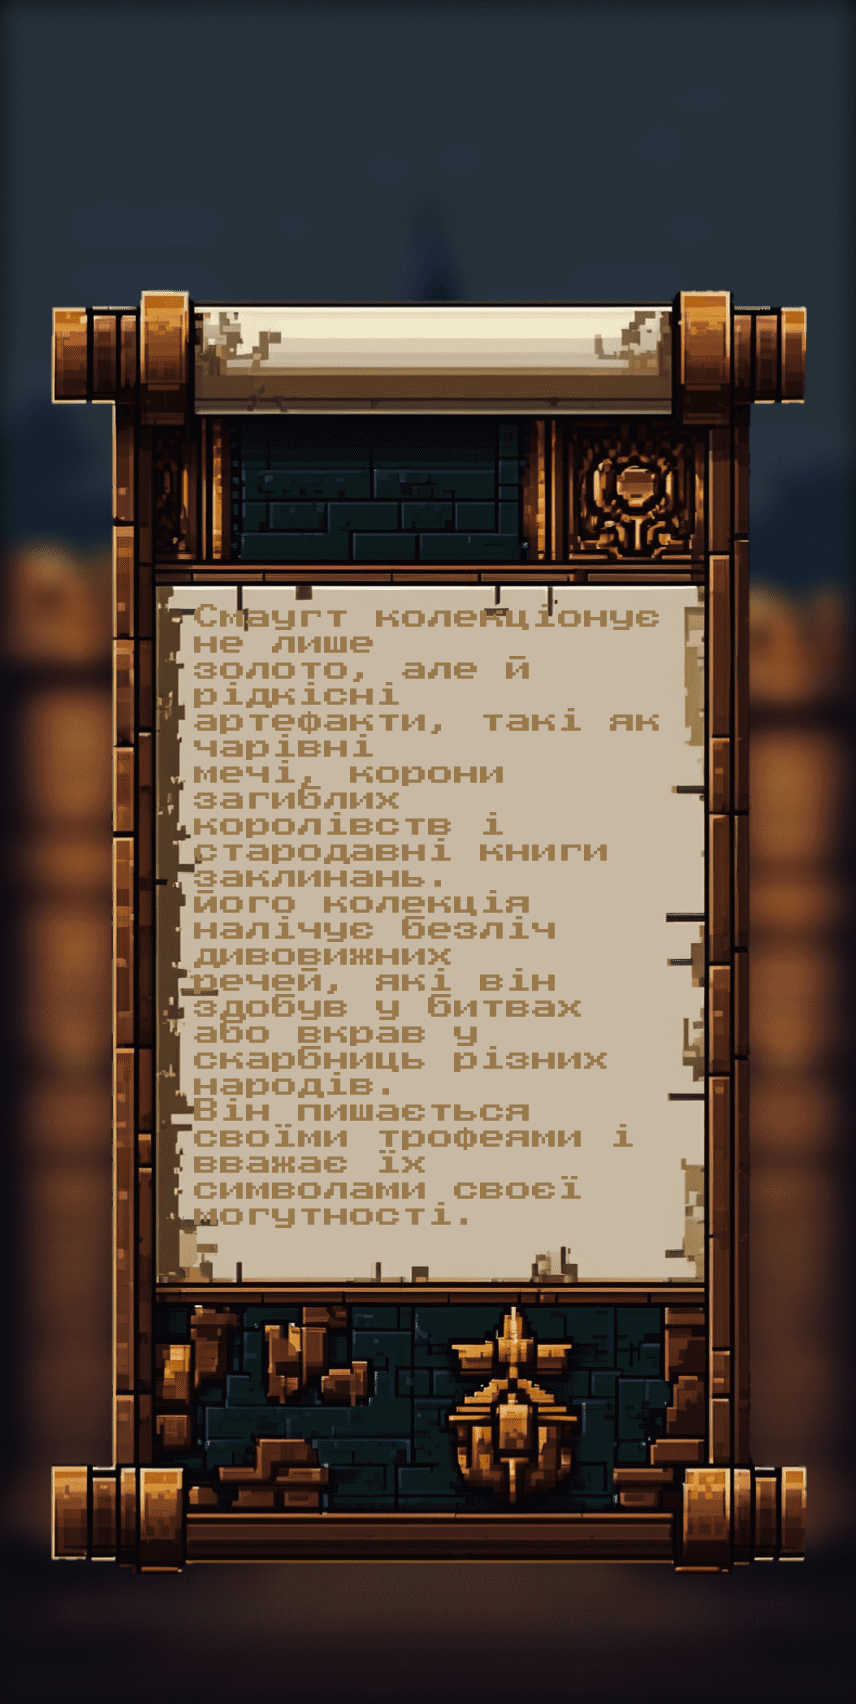 Смаугт колекціонує
не лише
золото, але й
рідкісні
артефакти, такі як
чарівні
мечі, корони
загиблих
королівств і
стародавні книги
заклинань.
Його колекція
налічує безліч
дивовижних
речей, які він
здобув у битвах
або вкрав у
скарбниць різних
народів.
Він пишається
своїми трофеями і
вважає їх
символами своєї
могутності.